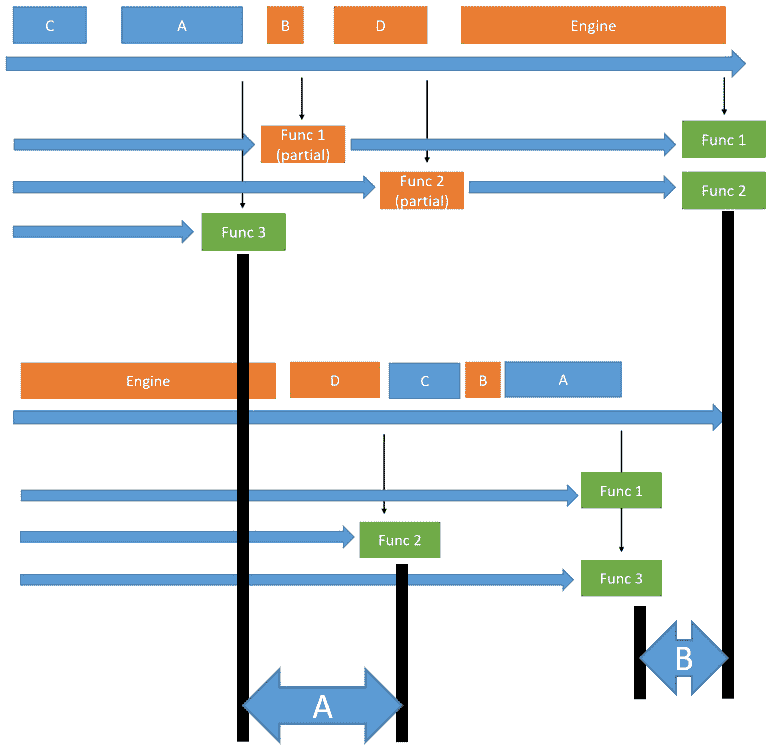 C
A
B
D
Engine
Func 1
(partial)
Func 1
Func 2
(partial)
Func 2
Func 3
Engine
D
C
B
A
Func 1
Func 2
Func 3
B
A